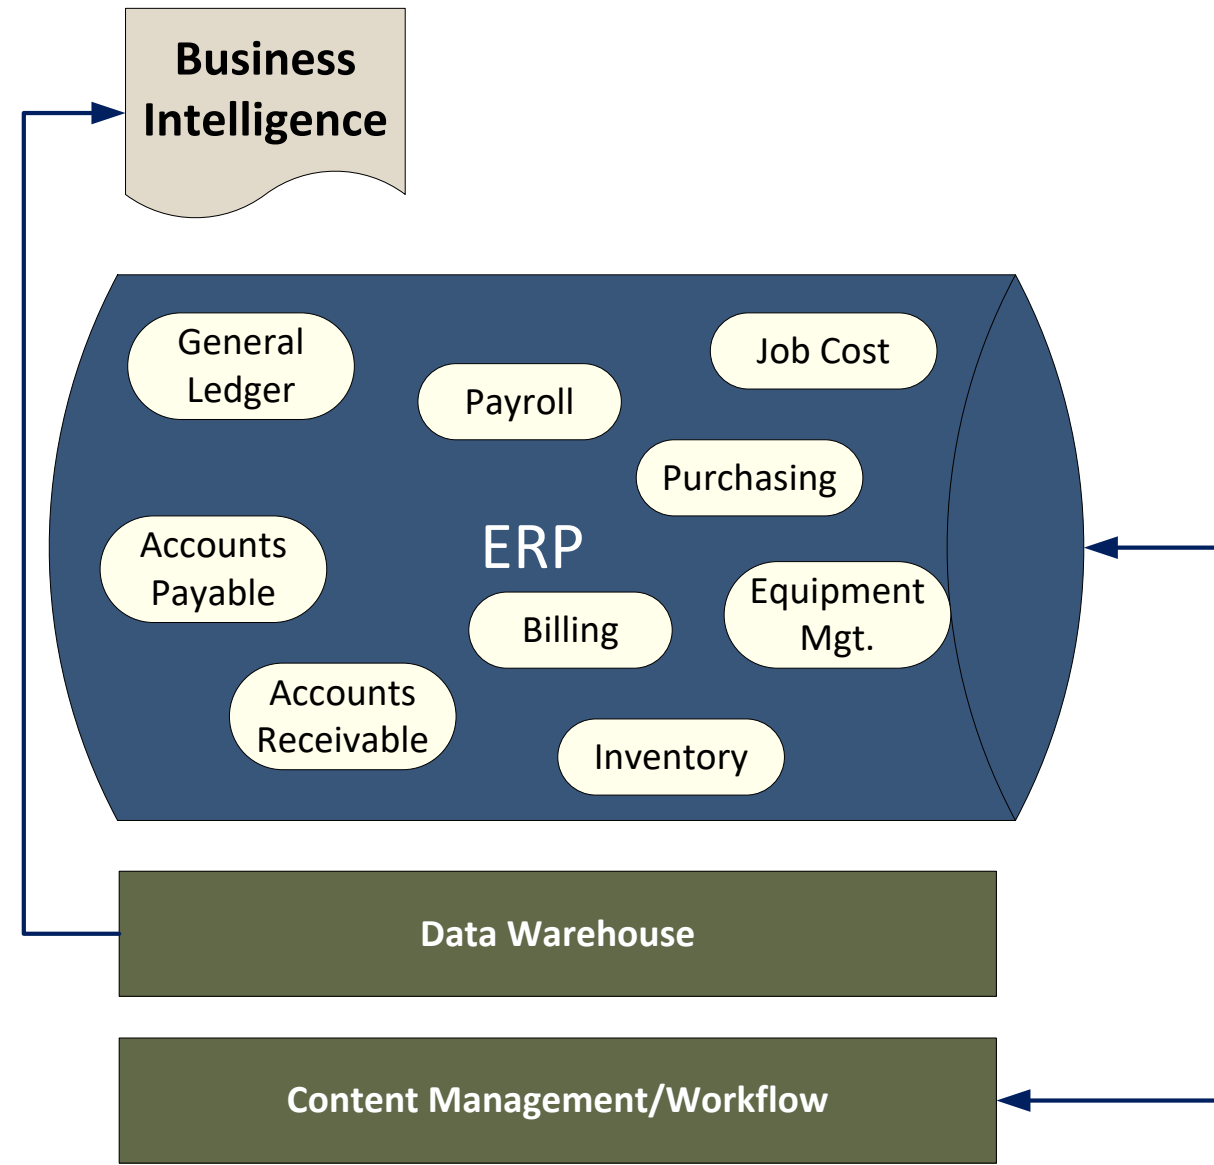 Business
Intelligence
General
Ledger
Job Cost
Payroll
Purchasing
ERP
Accounts
Payable
Equipment
Mgt.
Billing
Accounts
Receivable
Inventory
Data Warehouse
Content Management/Workflow